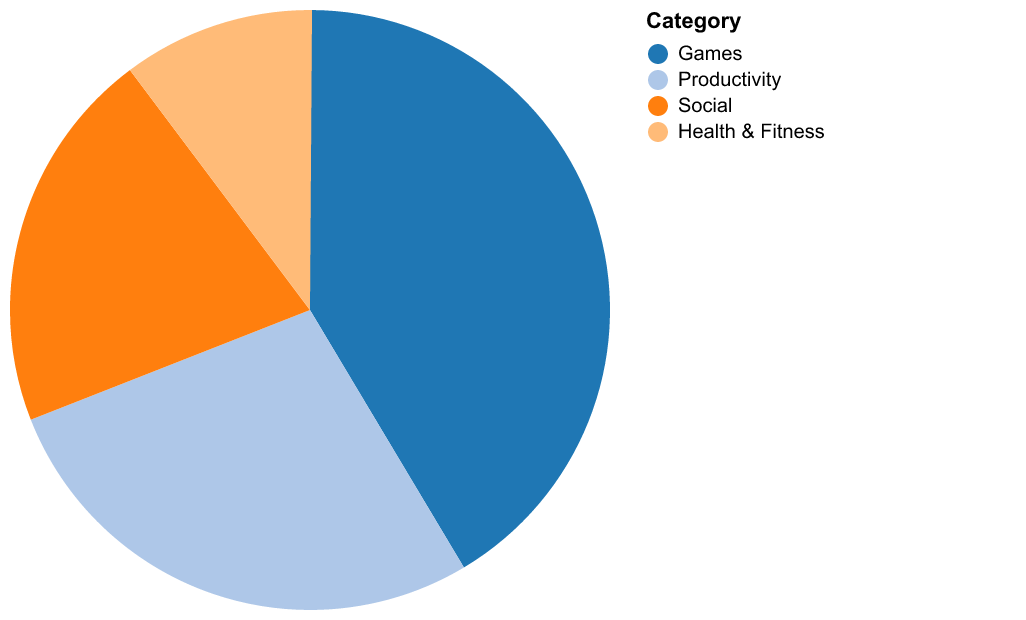 Category
Games
Productivity
Social
Health & Fitness